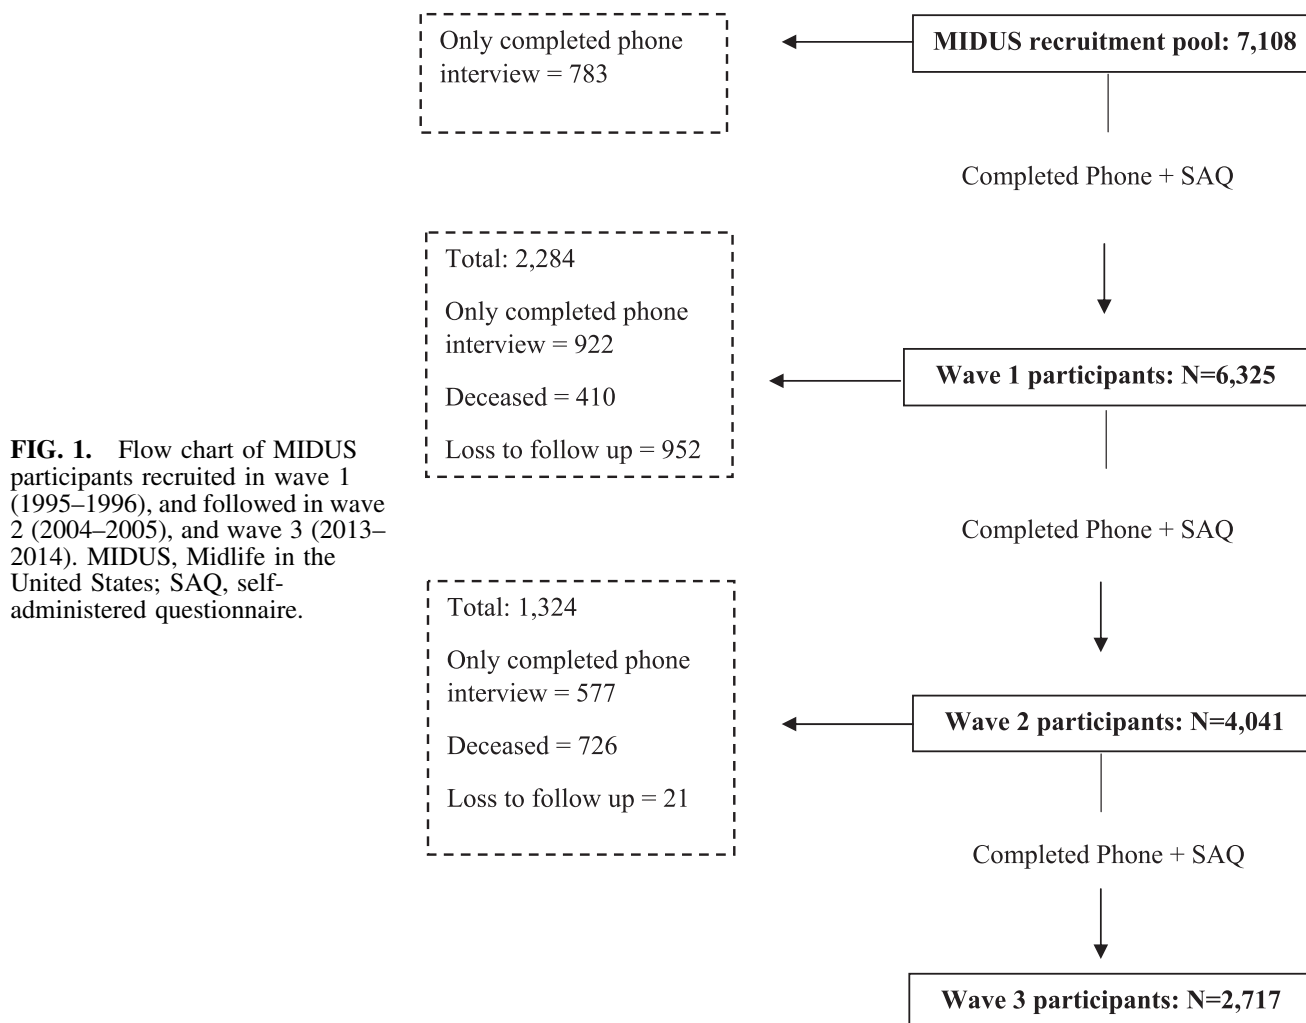 Only completed phone
interview = 783
MIDUS recruitment pool: 7,108
Completed Phone + SAQ
Total: 2,284
Only completed phone
interview = 922
Deceased = 410
Loss to follow up = 952
Wave 1 participants: N=6,325
FIG. 1. Flow chart of MIDUS
participants recruited in wave 1
(1995–1996), and followed in wave
2 (2004–2005), and wave 3 (2013–
2014). MIDUS, Midlife in the
United States; SAQ, self-
administered questionnaire.
Completed Phone + SAQ
Total: 1,324
Only completed phone
interview = 577
Deceased = 726
Loss to follow up = 21
Wave 2 participants: N=4,041
Completed Phone + SAQ
Wave 3 participants: N=2,717